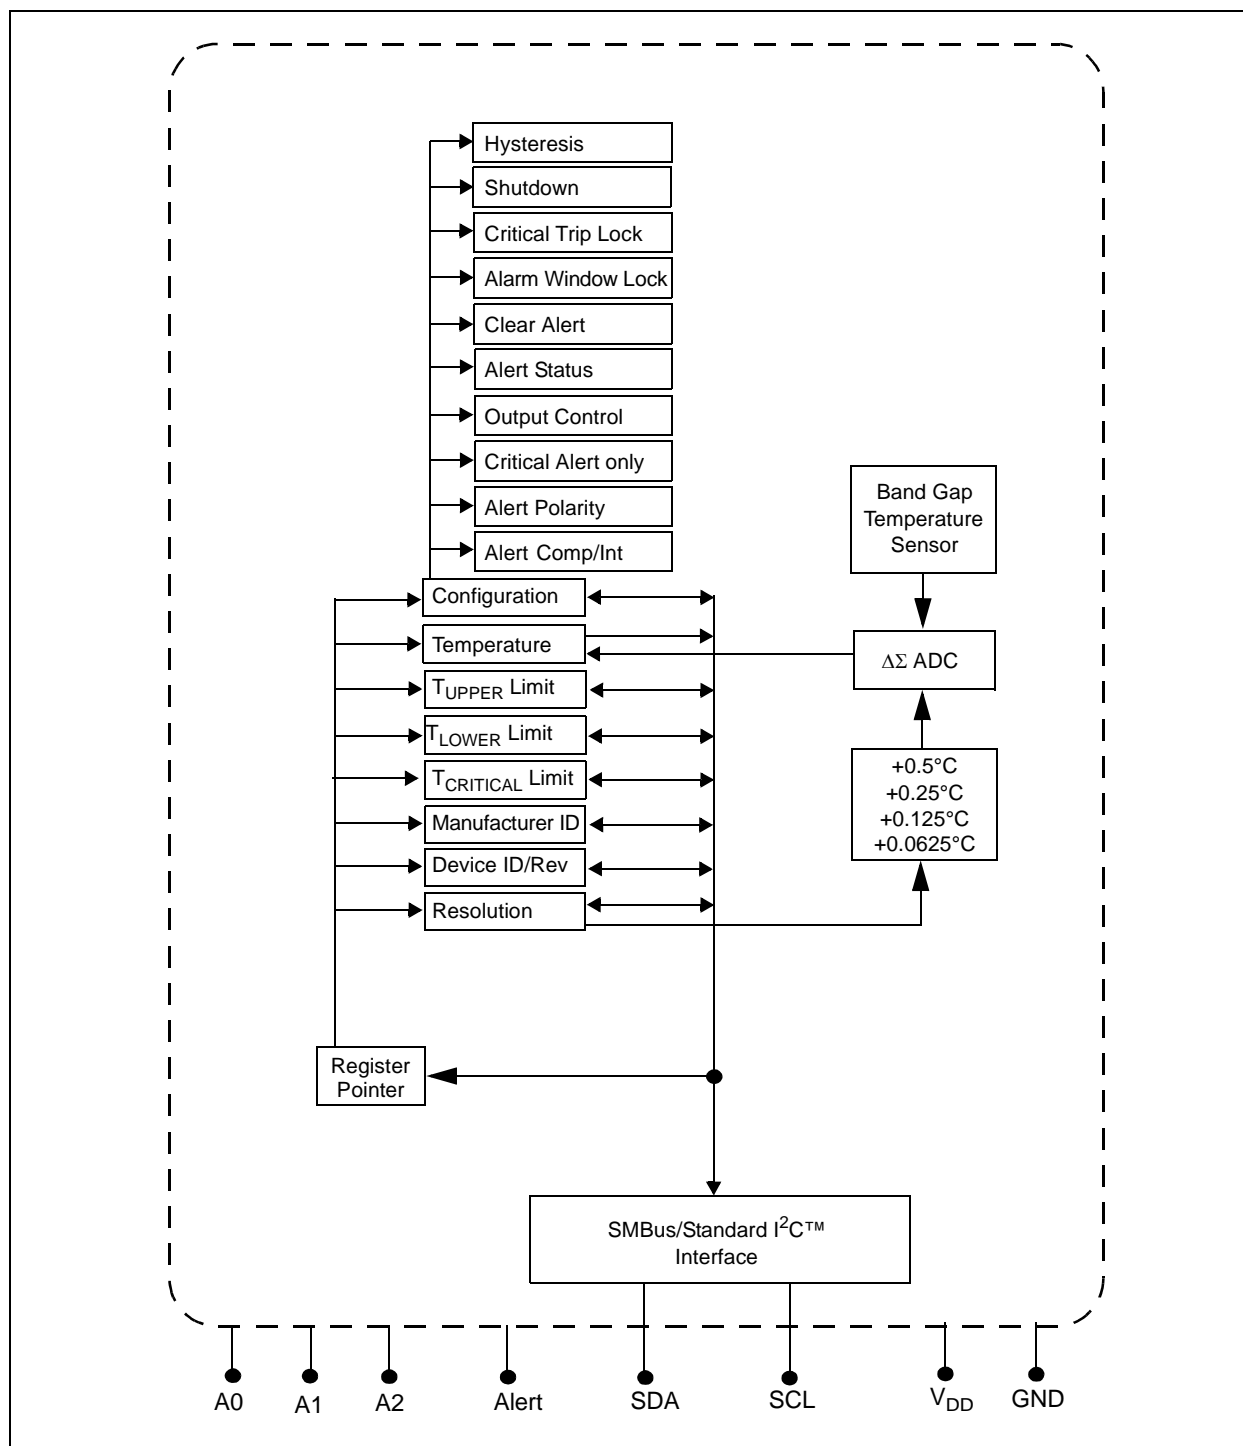 Hysteresis
Shutdown
Critical Trip Lock
Alarm Window Lock
Clear Alert
Alert Status
Output Control
Critical Alert only
Alert Polarity
Alert Comp/Int
Configuration
Temperature
TUPPER Limit
TLOWER Limit
TCRITICAL Limit
Manufacturer ID
Device ID/Rev
Resolution
Register
Pointer
Band Gap
Temperature
Sensor
ΔΣ ADC
+0.5°C
+0.25°C
+0.125°C
+0.0625°C
SMBus/Standard I²C™
Interface
A0
A1
A2
Alert
SDA
SCL
VDD
GND